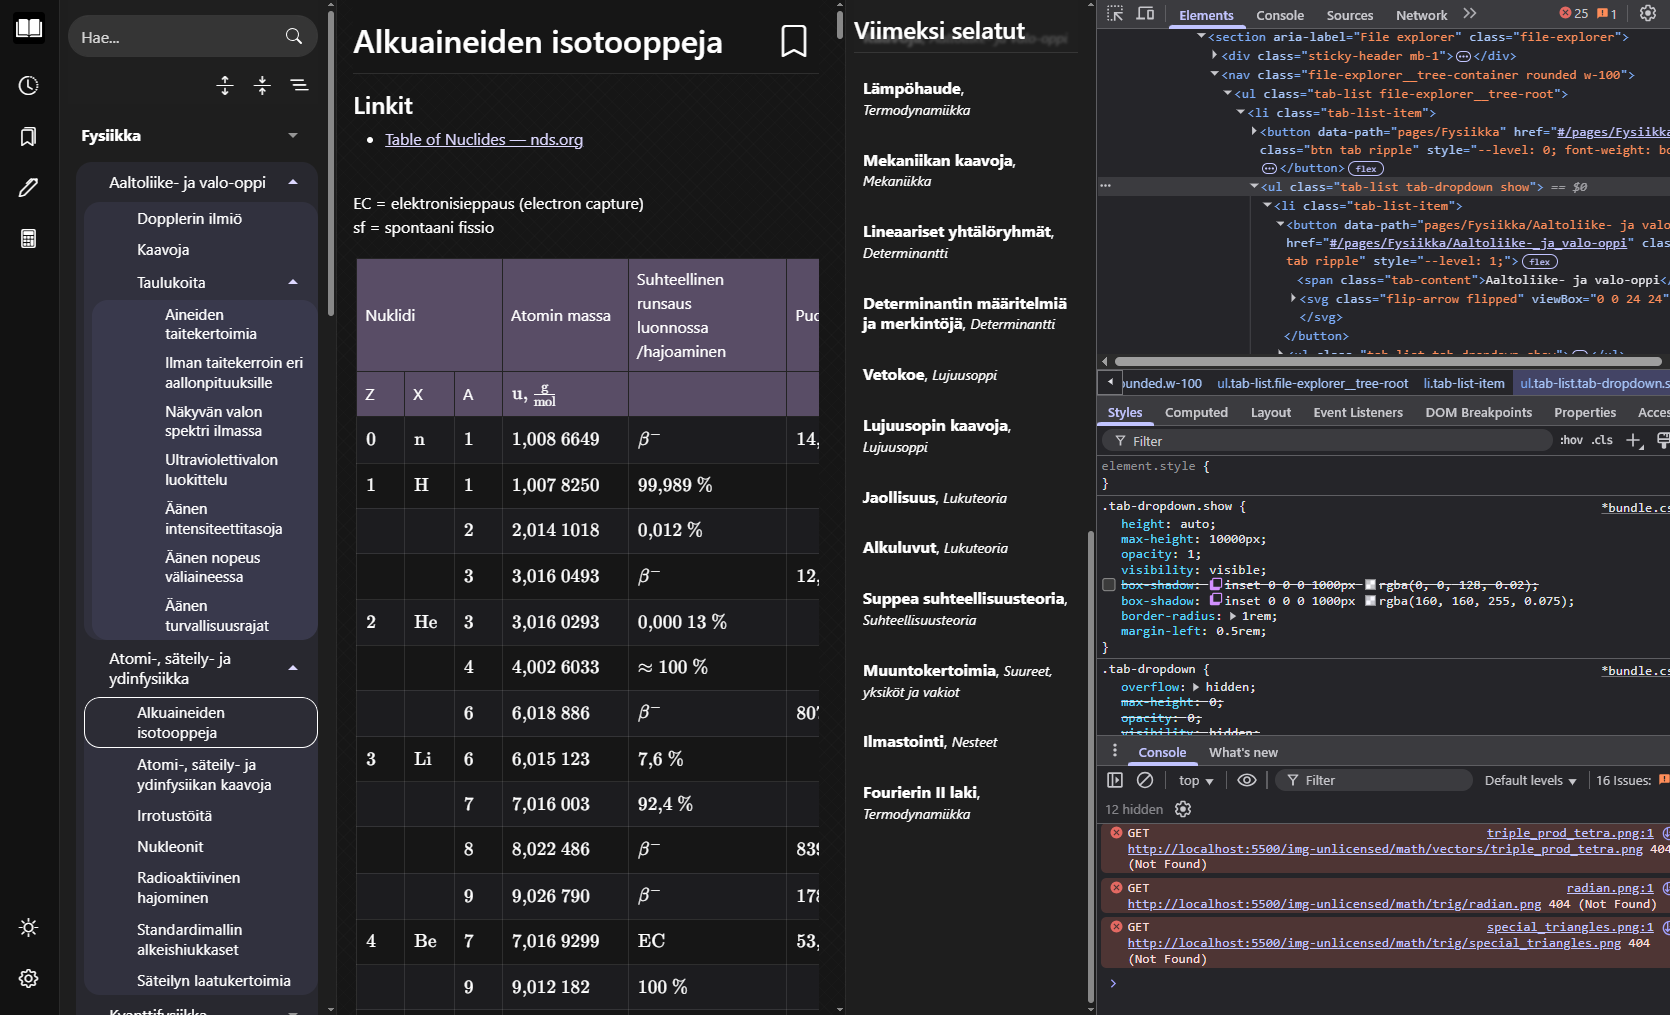 Hae...
Fysiikka
Aaltoliike- ja valo-oppi
Dopplerin ilmiö
Kaavoja
Taulukoita
Aineiden
taitekertoimia
Ilman taitekerroin eri
aallonpituuksille
Näkyvän valon
spektri ilmassa
Ultraviolettivalon
luokittelu
Äänen
intensiteettitasoja
Äänen nopeus
väliaineessa
Äänen
turvallisuusrajat
Atomi-, säteily- ja
ydinfysiikka
Alkuaineiden
isotooppeja
Atomi-, säteily- ja
ydinfysiikan kaavoja
Irrotustöitä
Nukleonit
Radioaktiivinen
hajominen
Standardimallin
alkeishiukkaset
Säteilyn laatukertoimia
Kvanttifysiikka
Alkuaineiden isotooppeja
Linkit
• Table of Nuclides — nds.org
EC = elektronisieppaus (electron capture)
sf = spontaani fissio
Nuklidi Atomin massa Suhteellinen runsaus luonnossa /hajoaminen Puo
Z X A u, g/mol
0 n 1 1,008 6649 β⁻ 14,
1 H 1 1,007 8250 99,989 %
2 2,014 1018 0,012 %
3 3,016 0493 β⁻ 12,
2 He 3 3,016 0293 0,000 13 %
4 4,002 6033 ≈ 100 %
6 6,018 886 β⁻ 807
3 Li 6 6,015 123 7,6 %
7 7,016 003 92,4 %
8 8,022 486 β⁻ 839
9 9,026 790 β⁻ 178
4 Be 7 7,016 9299 EC 53,
9 9,012 182 100 %
Viimeksi selatut
Lämpöhaude,
Termodynamiikka
Mekaniikan kaavoja,
Mekaniikka
Lineaariset yhtälöryhmät,
Determinantti
Determinantin määritelmiä
ja merkintöjä, Determinantti
Vetokoe, Lujuusoppi
Lujuusopin kaavoja,
Lujuusoppi
Jaollisuus, Lukuteoria
Alkuluvut, Lukuteoria
Suppea suhteellisuusteoria,
Suhteellisuusteoria
Muuntokertoimia, Suureet,
yksiköt ja vakiot
Ilmastointi, Nesteet
Fourierin II laki,
Termodynamiikka
Elements Console Sources Network 25 1
<section aria-label="File explorer" class="file-explorer">
<div class="sticky-header mb-1"> </div>
<nav class="file-explorer__tree-container rounded w-100">
<ul class="tab-list file-explorer__tree-root">
<li class="tab-list-item">
<button data-path="pages/Fysiikka" href="#/pages/Fysiikka
class="btn tab ripple" style="--level: 0; font-weight: bo
</button> flex
<ul class="tab-list tab-dropdown show"> == $0
<li class="tab-list-item">
<button data-path="pages/Fysiikka/Aaltoliike- ja valo
href="#/pages/Fysiikka/Aaltoliike-_ja_valo-oppi" clas
tab ripple" style="--level: 1;"> flex
<span class="tab-content">Aaltoliike- ja valo-oppi</
<svg class="flip-arrow flipped" viewBox="0 0 24 24"
</svg>
</button>
<ul class="tab-list tab-dropdown show"> </ul>
ounded.w-100 ul.tab-list.file-explorer__tree-root li.tab-list-item ul.tab-list.tab-dropdown.s
Styles Computed Layout Event Listeners DOM Breakpoints Properties Acces
Filter :hov .cls
element.style {
}
.tab-dropdown.show { *bundle.cs
height: auto;
max-height: 10000px;
opacity: 1;
visibility: visible;
box-shadow: inset 0 0 0 1000px rgba(0, 0, 128, 0.02);
box-shadow: inset 0 0 0 1000px rgba(160, 160, 255, 0.075);
border-radius: 1rem;
margin-left: 0.5rem;
}
.tab-dropdown { *bundle.cs
overflow: hidden;
max-height: 0;
opacity: 0;
visibility: hidden;
Console What's new
top Filter Default levels 16 Issues:
12 hidden
GET triple_prod_tetra.png:1
http://localhost:5500/img-unlicensed/math/vectors/triple_prod_tetra.png 404
(Not Found)
GET radian.png:1
http://localhost:5500/img-unlicensed/math/trig/radian.png 404 (Not Found)
GET special_triangles.png:1
http://localhost:5500/img-unlicensed/math/trig/special_triangles.png 404
(Not Found)